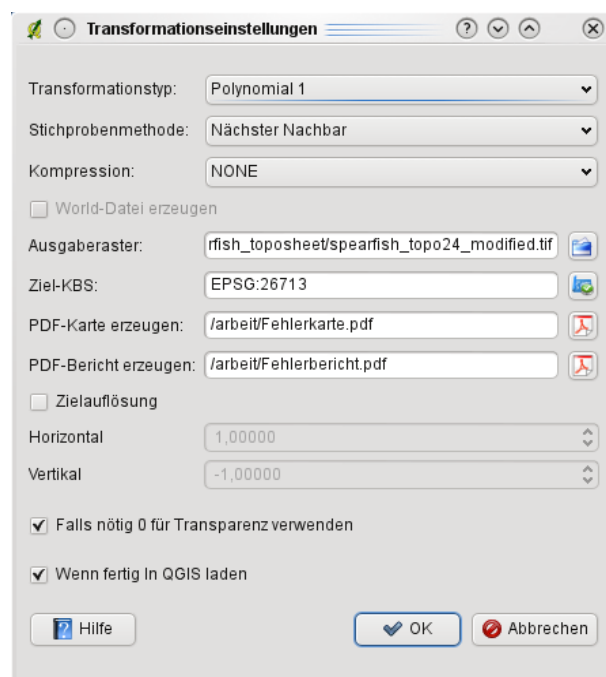 Transformationseinstellungen
Transformationstyp: Polynomial 1
Stichprobenmethode: Nächster Nachbar
Kompression: NONE
World-Datei erzeugen
Ausgaberaster: rfish_toposheet/spearfish_topo24_modified.tif
Ziel-KBS: EPSG:26713
PDF-Karte erzeugen: /arbeit/Fehlerkarte.pdf
PDF-Bericht erzeugen: /arbeit/Fehlerbericht.pdf
Zielauflösung
Horizontal 1,00000
Vertikal -1,00000
Falls nötig 0 für Transparenz verwenden
Wenn fertig In QGIS laden
Hilfe OK Abbrechen